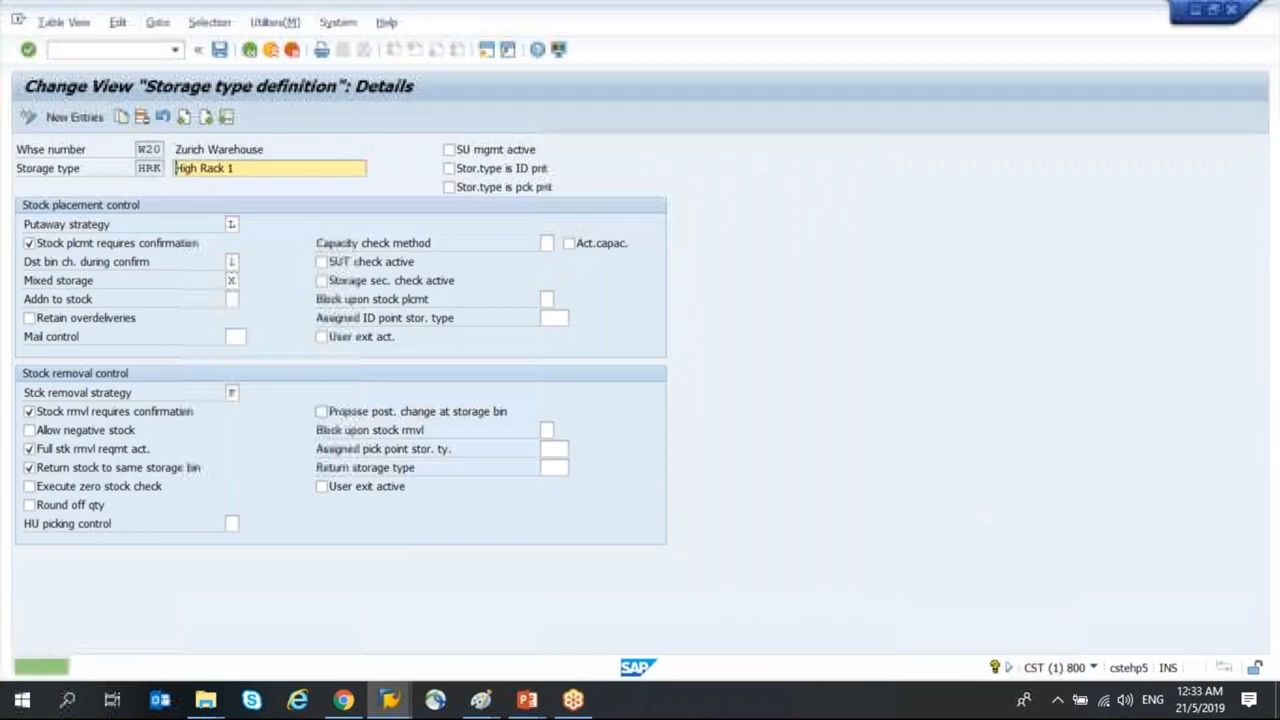 Table View Edit Goto Selection Utilities(M) System Help
Change View "Storage type definition": Details
New Entries
Whse number W20 Zurich Warehouse SU mgmt active
Storage type HRK High Rack 1 Stor.type is ID pnt
Stor.type is pck pnt
Stock placement control
Putaway strategy L
Stock plcmt requires confirmation Capacity check method Act.capac.
Dst bin ch. during confirm SUT check active
Mixed storage X Storage sec. check active
Addn to stock Block upon stock plcmt
Retain overdeliveries Assigned ID point stor. type
Mail control User exit act.
Stock removal control
Stck removal strategy
Stock rmvl requires confirmation Propose post. change at storage bin
Allow negative stock Block upon stock rmvl
Full stk rmvl reqmt act. Assigned pick point stor. ty.
Return stock to same storage bin Return storage type
Execute zero stock check User exit active
Round off qty
HU picking control
SAP CST (1) 800 cstehp5 INS
ENG 12:33 AM
21/5/2019